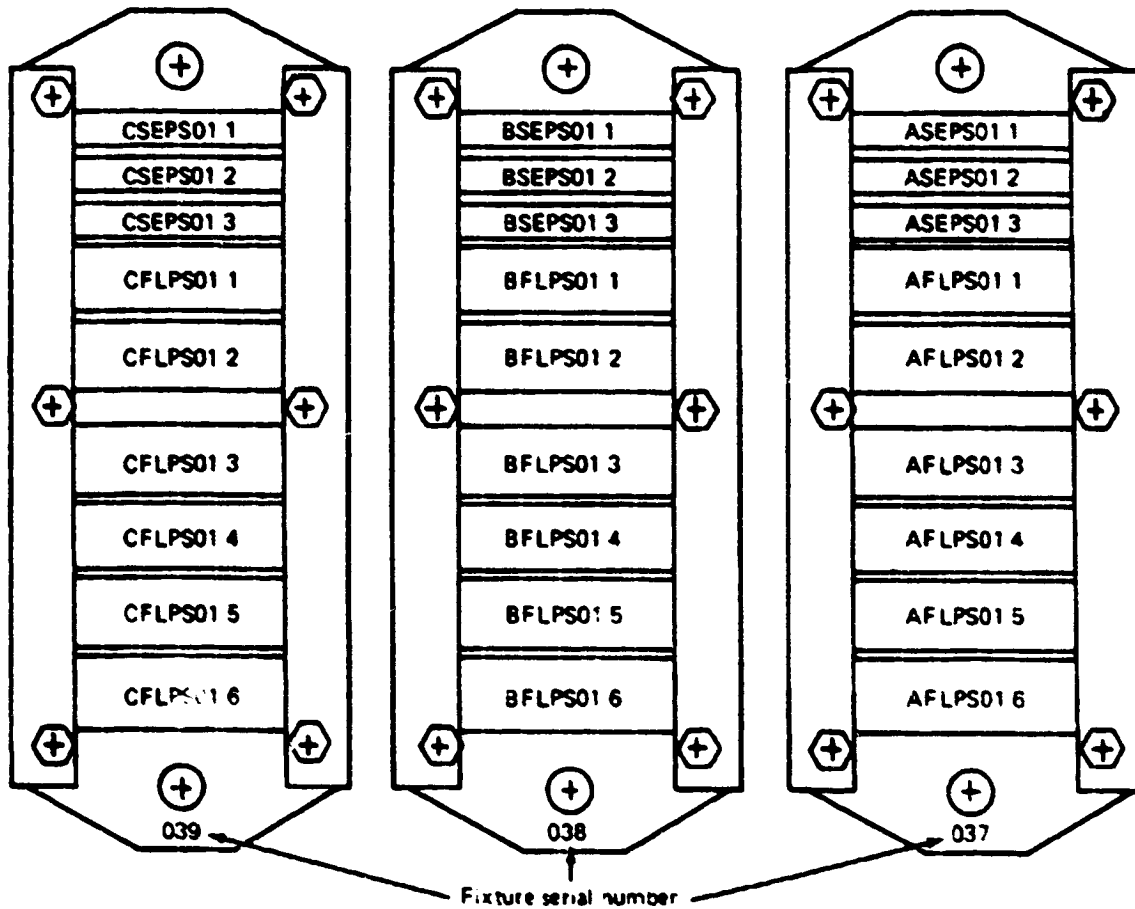 CSEPS01 1
CSEPS01 2
CSEPS01 3
CFLPS01 1
CFLPS01 2
CFLPS01 3
CFLPS01 4
CFLPS01 5
CFLPS01 6
039
BSEPS01 1
BSEPS01 2
BSEPS01 3
BFLPS01 1
BFLPS01 2
BFLPS01 3
BFLPS01 4
BFLPS01 5
BFLPS01 6
038
ASEPS01 1
ASEPS01 2
ASEPS01 3
AFLPS01 1
AFLPS01 2
AFLPS01 3
AFLPS01 4
AFLPS01 5
AFLPS01 6
037
Fixture serial number